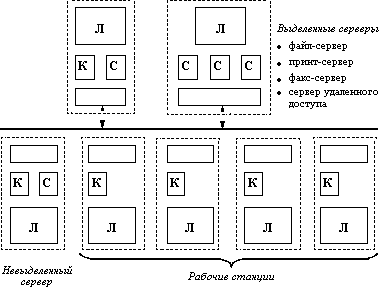 Л
Л
Выделенные серверы
• файл-сервер
К С
С С С
• принт-сервер
• факс-сервер
• сервер удаленного
доступа
К С
К
К
К
К
Л
Л
Л
Л
Л
Невыделенный
сервер
Рабочие станции